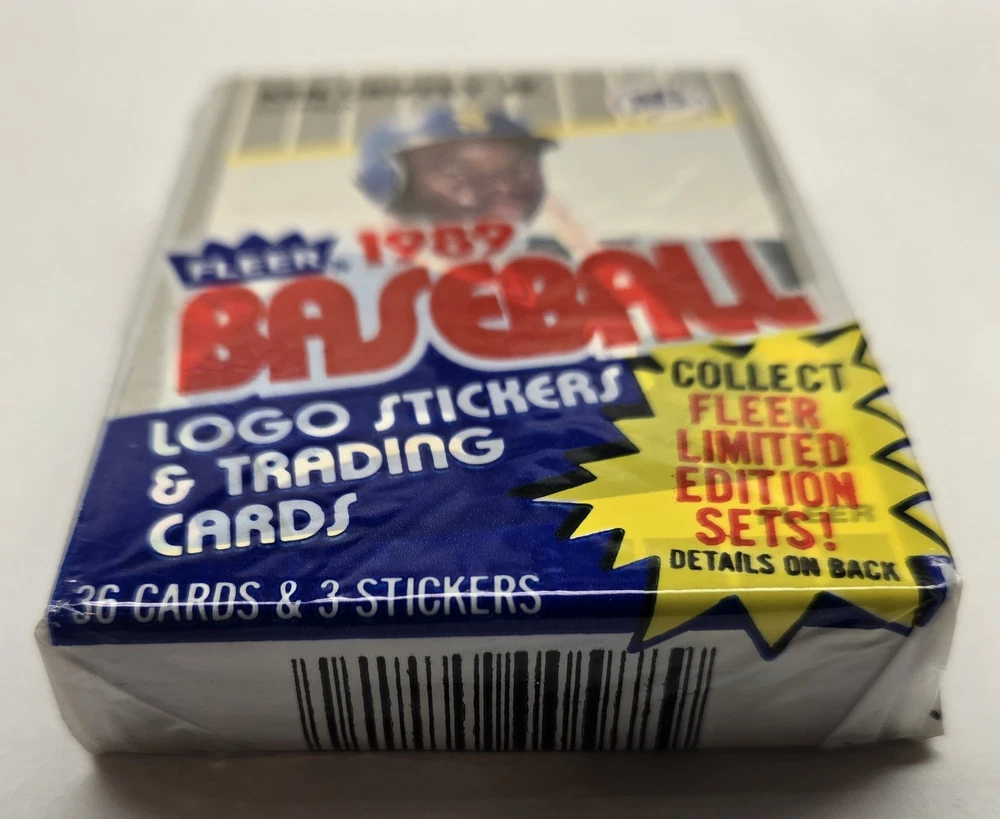 FLEER® 1989
BASEBALL
LOGO STICKERS
& TRADING
CARDS
36 CARDS & 3 STICKERS
COLLECT
FLEER
LIMITED
EDITION
SETS!
DETAILS ON BACK